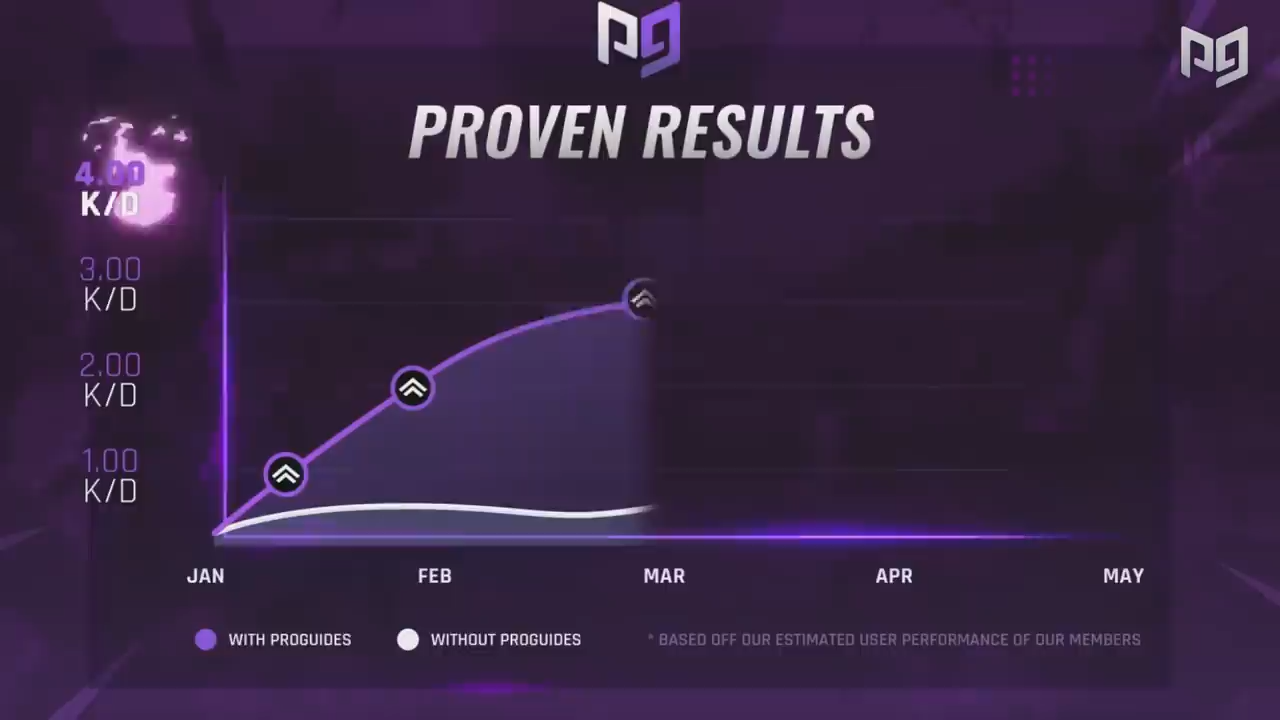 PG
PG
PROVEN RESULTS
4.00
K/D
3.00
K/D
2.00
K/D
1.00
K/D
JAN FEB MAR APR MAY
WITH PROGUIDES WITHOUT PROGUIDES * BASED OFF OUR ESTIMATED USER PERFORMANCE OF OUR MEMBERS